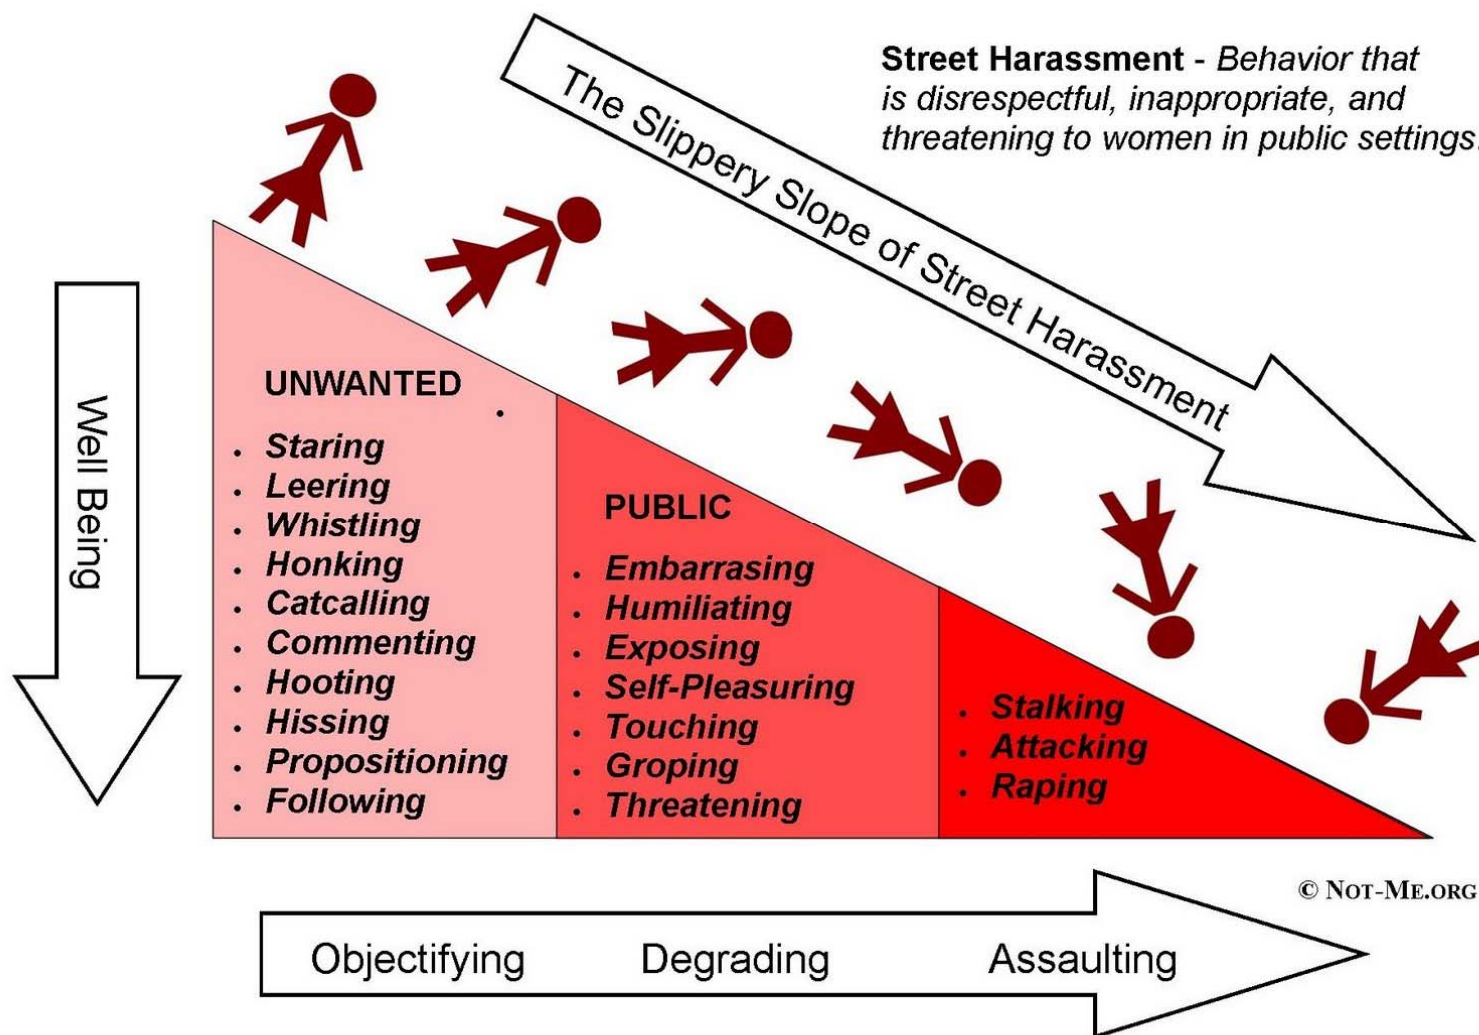 Street Harassment - Behavior that
is disrespectful, inappropriate, and
threatening to women in public settings.
The Slippery Slope of Street Harassment
Well Being
UNWANTED
.
. Staring
. Leering
. Whistling
. Honking
. Catcalling
. Commenting
. Hooting
. Hissing
. Propositioning
. Following
PUBLIC
. Embarrasing
. Humiliating
. Exposing
. Self-Pleasuring
. Touching
. Groping
. Threatening
. Stalking
. Attacking
. Raping
© NOT-ME.ORG
Objectifying Degrading Assaulting